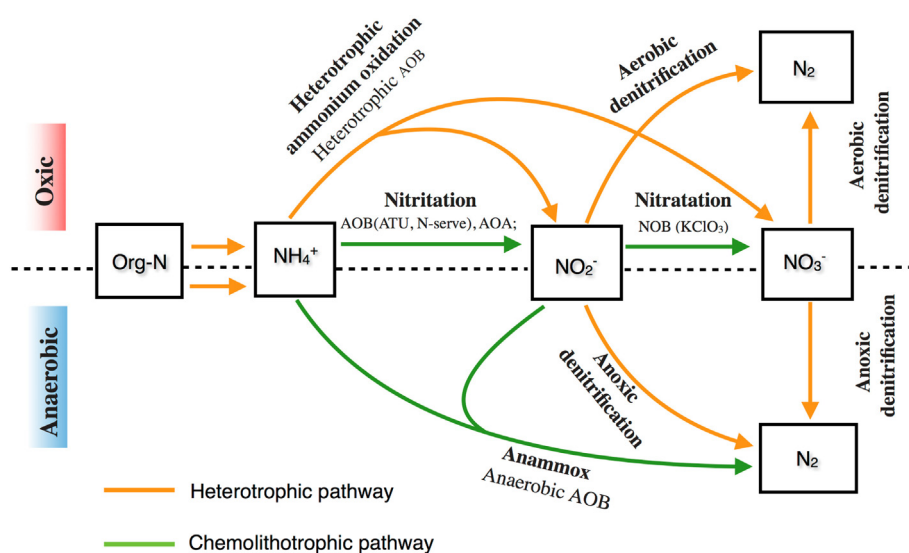 Heterotrophic
ammonium oxidation
Heterotrophic AOB
Aerobic
denitrification
N2
Aerobic
denitrification
Oxic
Nitritation
AOB(ATU, N-serve), AOA;
Nitratation
NOB (KClO3)
Org-N
NH4+
NO2-
NO3-
Anaerobic
Anoxic
denitrification
Anoxic
denitrification
N2
Anammox
Anaerobic AOB
Heterotrophic pathway
Chemolithotrophic pathway